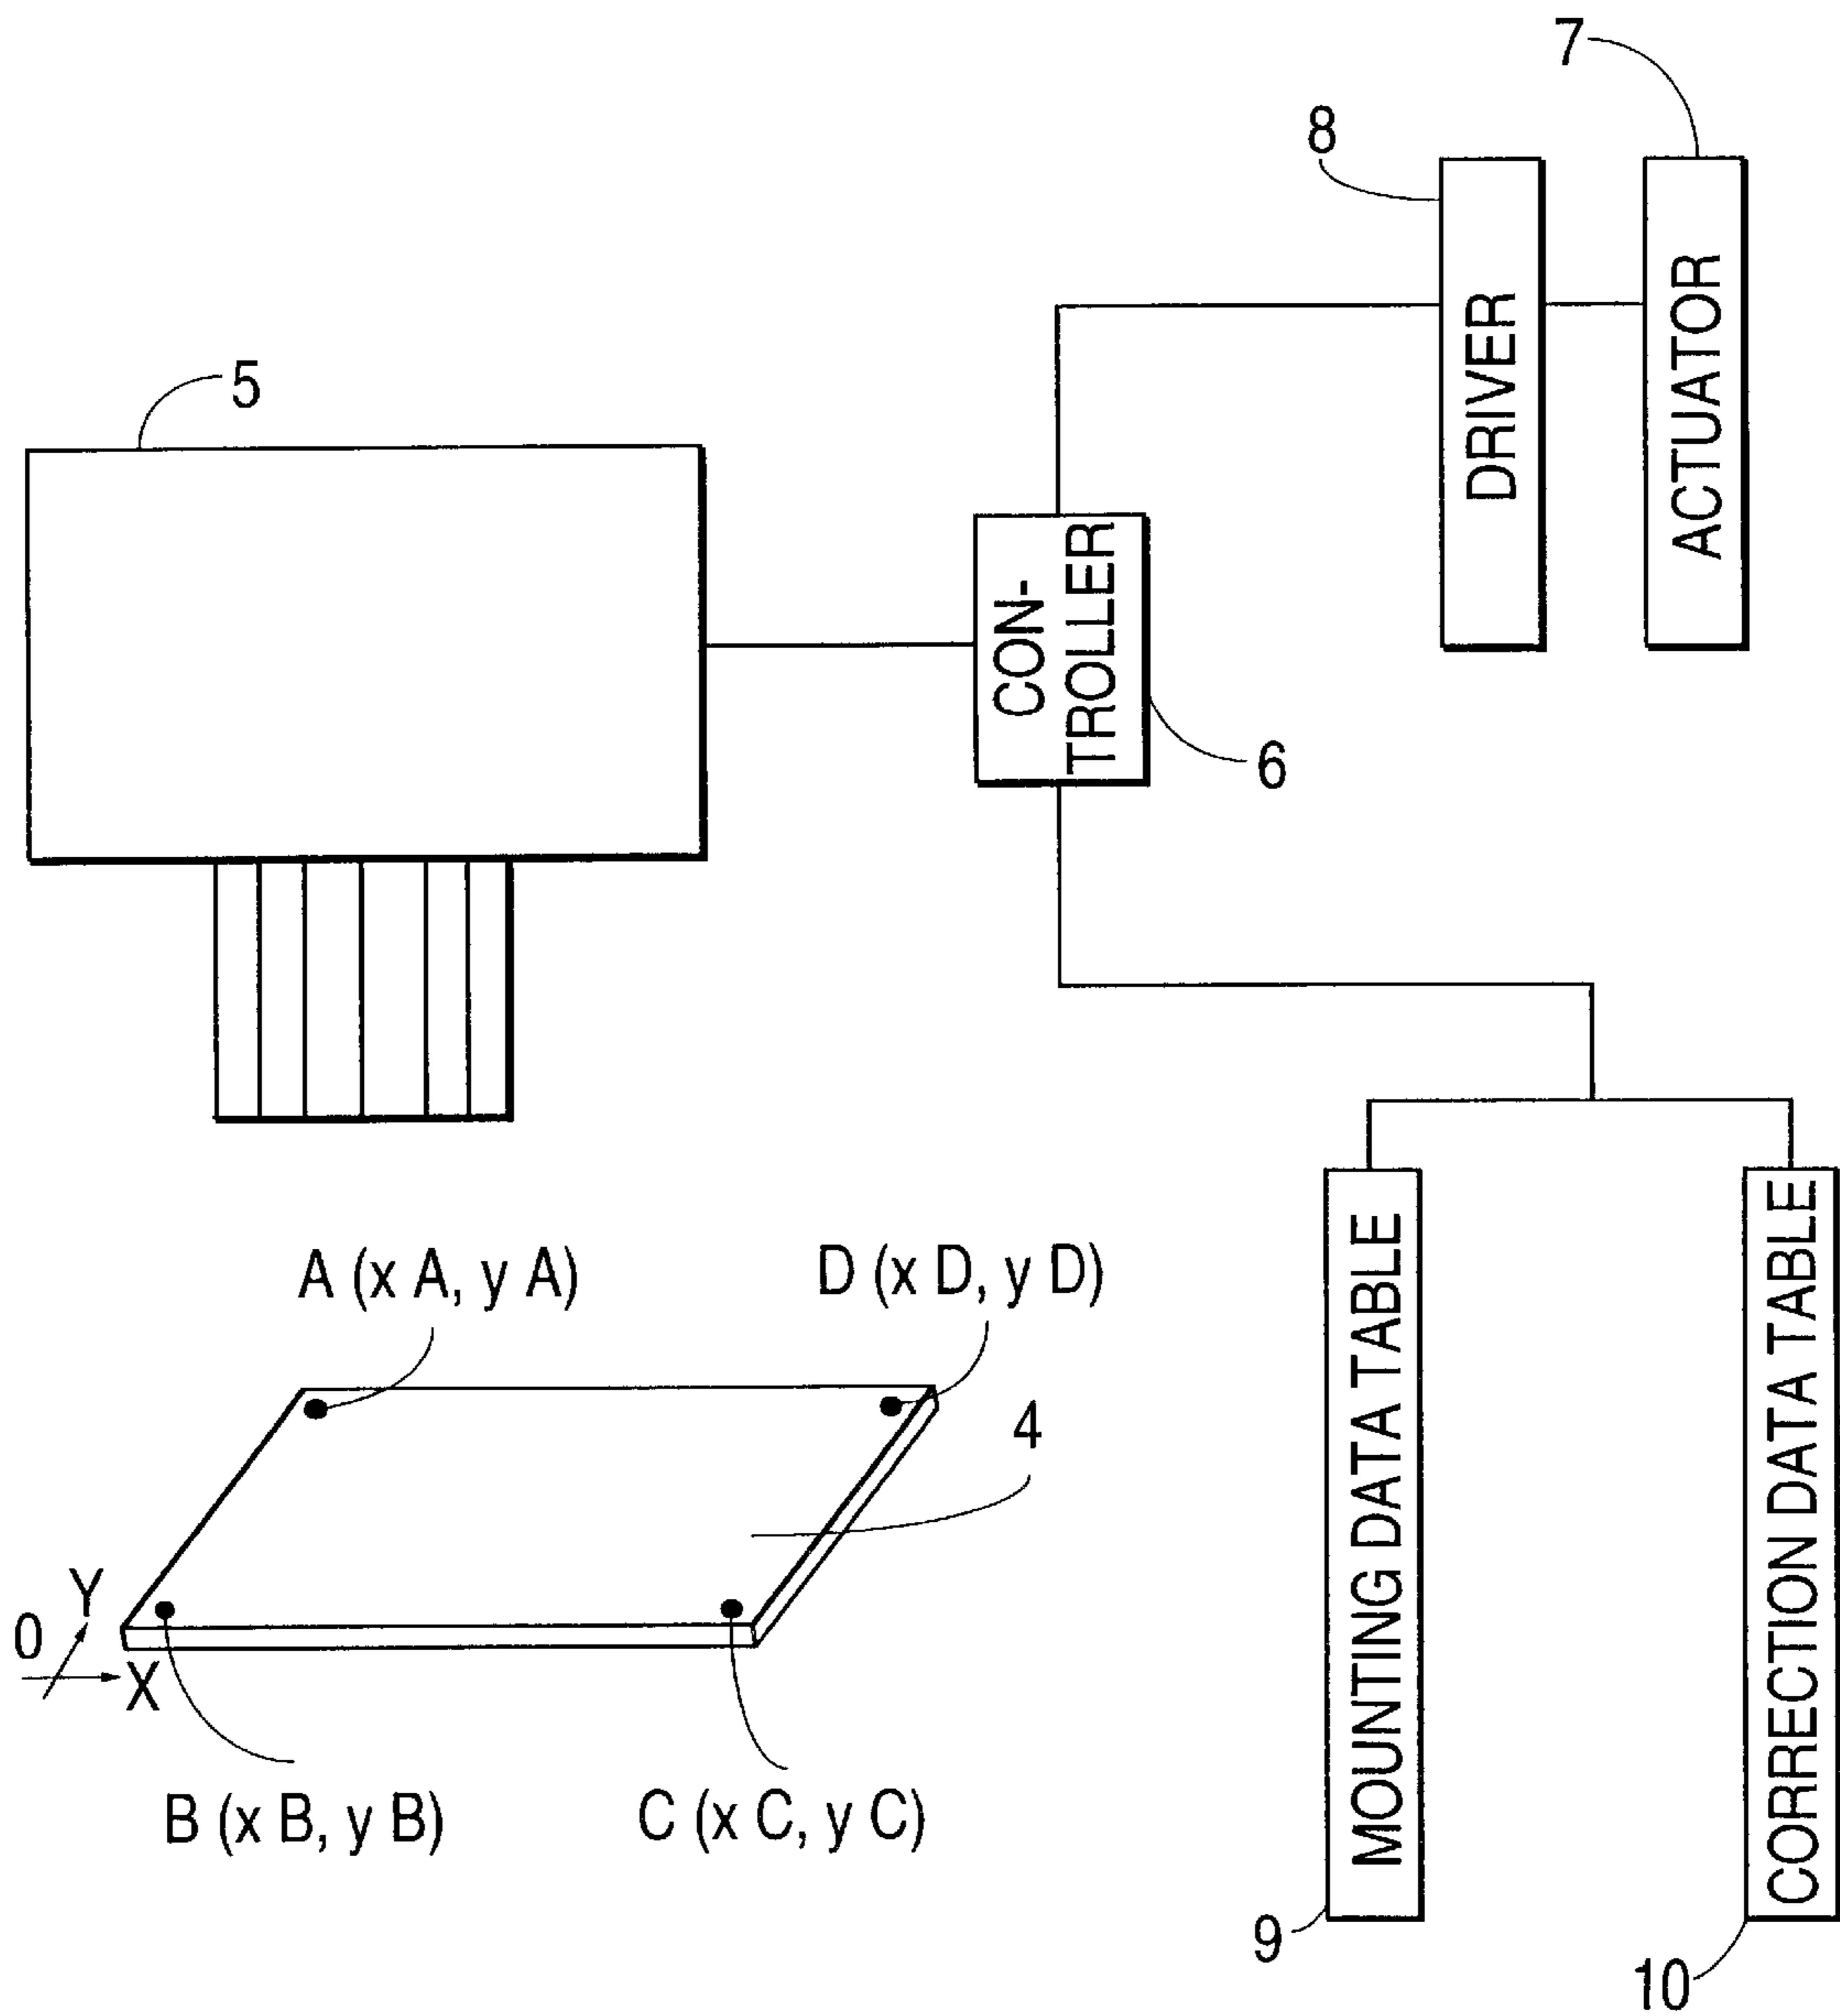 7
8
DRIVER
ACTUATOR
5
CON-
TROLLER
6
A (x A, y A)
D (x D, y D)
4
MOUNTING DATA TABLE
CORRECTION DATA TABLE
Y
0
X
B (x B, y B)
C (x C, y C)
9
10